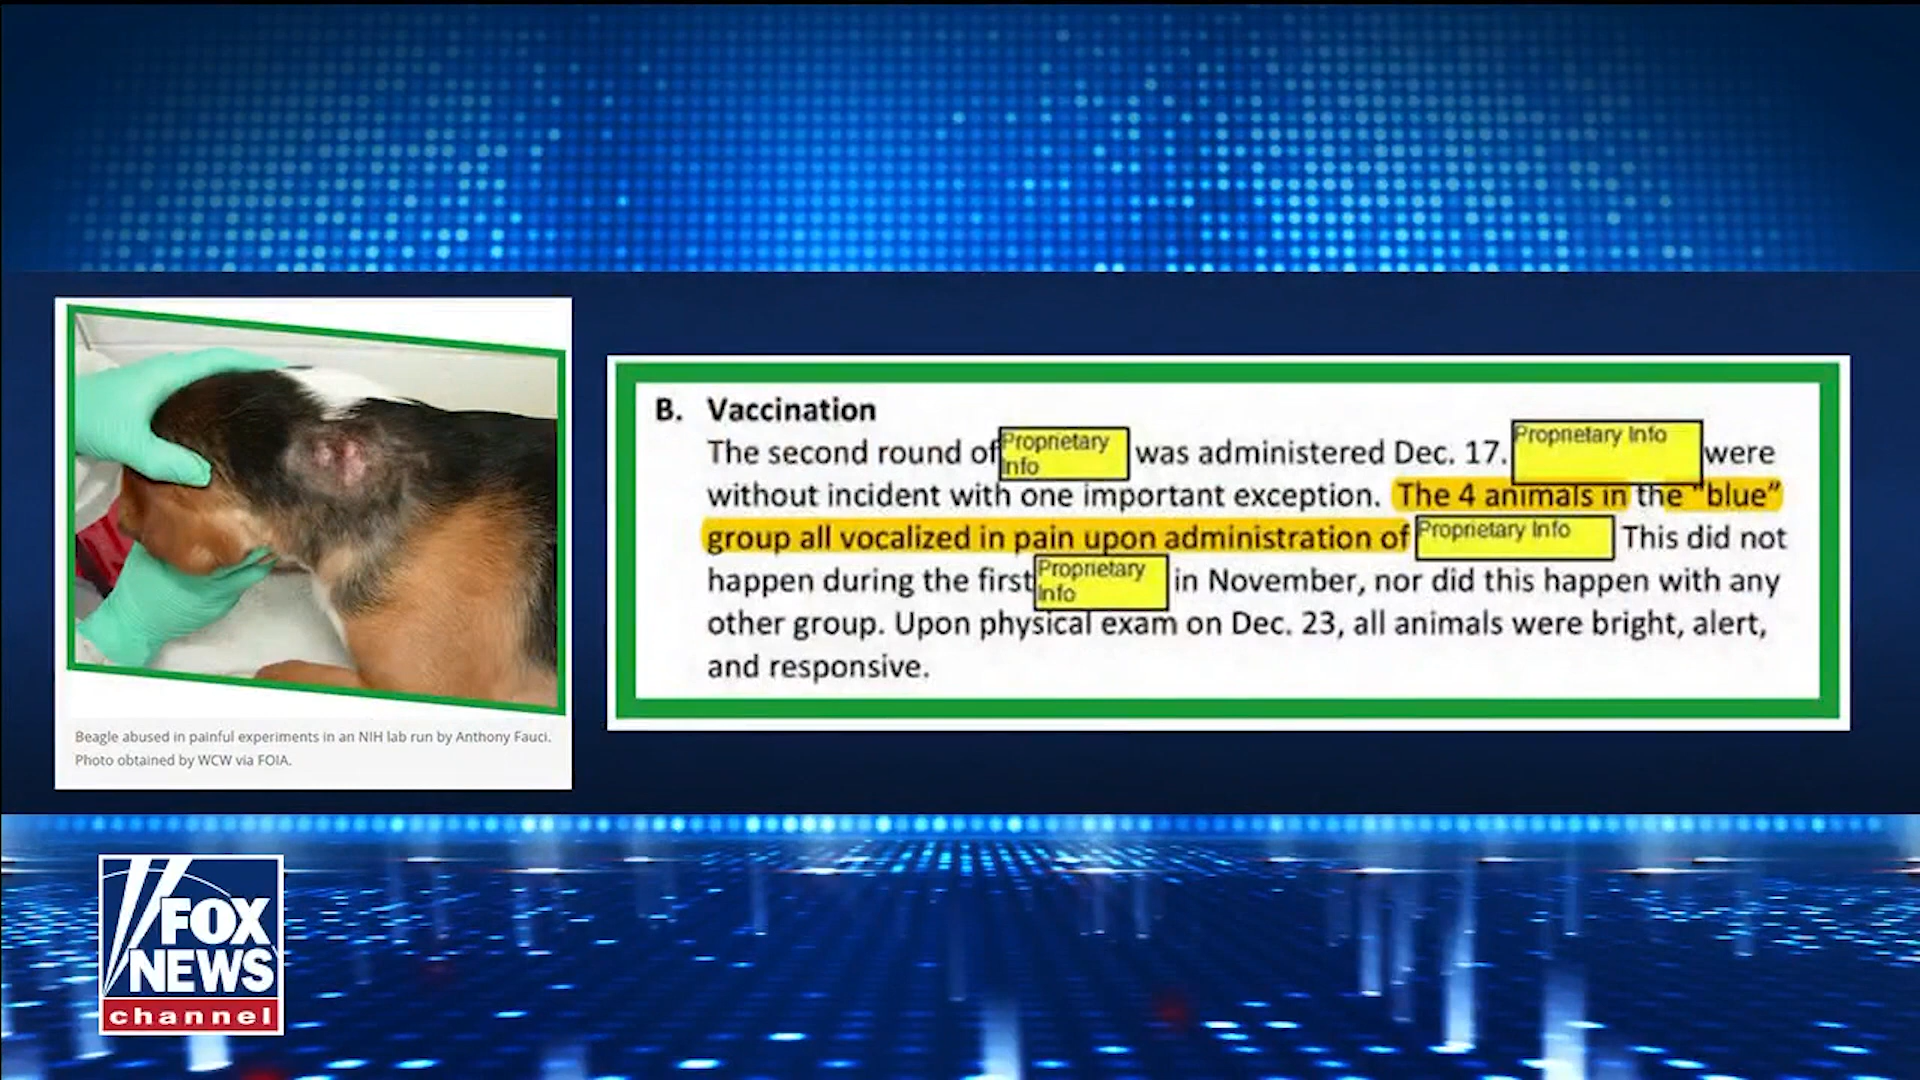 Beagle abused in painful experiments in an NIH lab run by Anthony Fauci.
Photo obtained by WCW via FOIA.
B. Vaccination
The second round of Proprietary Info was administered Dec. 17. Proprietary Info were
without incident with one important exception. The 4 animals in the "blue"
group all vocalized in pain upon administration of Proprietary Info This did not
happen during the first Proprietary Info in November, nor did this happen with any
other group. Upon physical exam on Dec. 23, all animals were bright, alert,
and responsive.
FOX
NEWS
channel